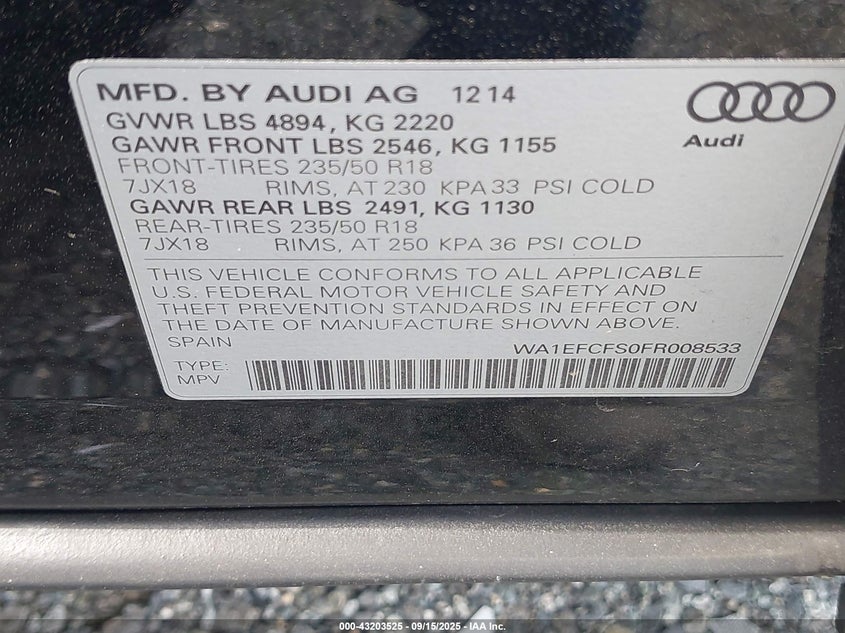 MFD. BY AUDI AG 12 14
GVWR LBS 4894, KG 2220
GAWR FRONT LBS 2546, KG 1155
FRONT-TIRES 235/50 R18
7JX18 RIMS, AT 230 KPA 33 PSI COLD
GAWR REAR LBS 2491, KG 1130
REAR-TIRES 235/50 R18
7JX18 RIMS, AT 250 KPA 36 PSI COLD
Audi
THIS VEHICLE CONFORMS TO ALL APPLICABLE
U.S. FEDERAL MOTOR VEHICLE SAFETY AND
THEFT PREVENTION STANDARDS IN EFFECT ON
THE DATE OF MANUFACTURE SHOWN ABOVE.
SPAIN WA1EFCFS0FR008533
TYPE:
MPV
000-43203525 - 09/15/2025 - IAA Inc.